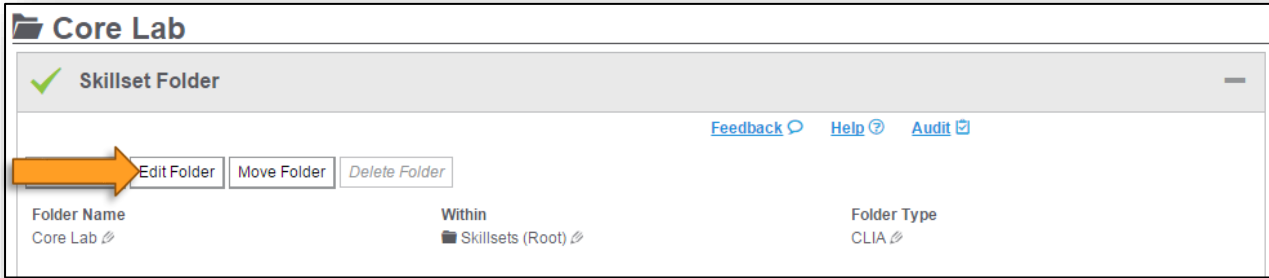 Core Lab
Skillset Folder
Feedback Help Audit
Edit Folder Move Folder Delete Folder
Folder Name Within Folder Type
Core Lab Skillsets (Root) CLIA